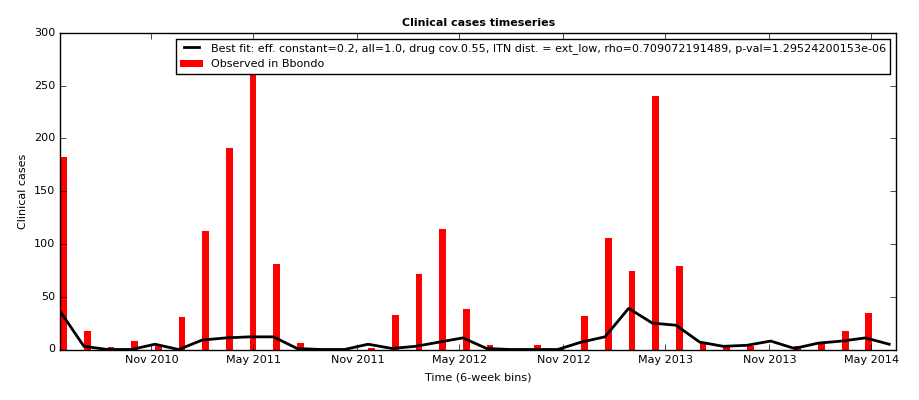 Clinical cases timeseries
300
250
200
150
100
50
0
Clinical cases
Best fit: eff. constant=0.2, all=1.0, drug cov.0.55, ITN dist. = ext_low, rho=0.709072191489, p-val=1.29524200153e-06
Observed in Bbondo
Nov 2010 May 2011 Nov 2011 May 2012 Nov 2012 May 2013 Nov 2013 May 2014
Time (6-week bins)